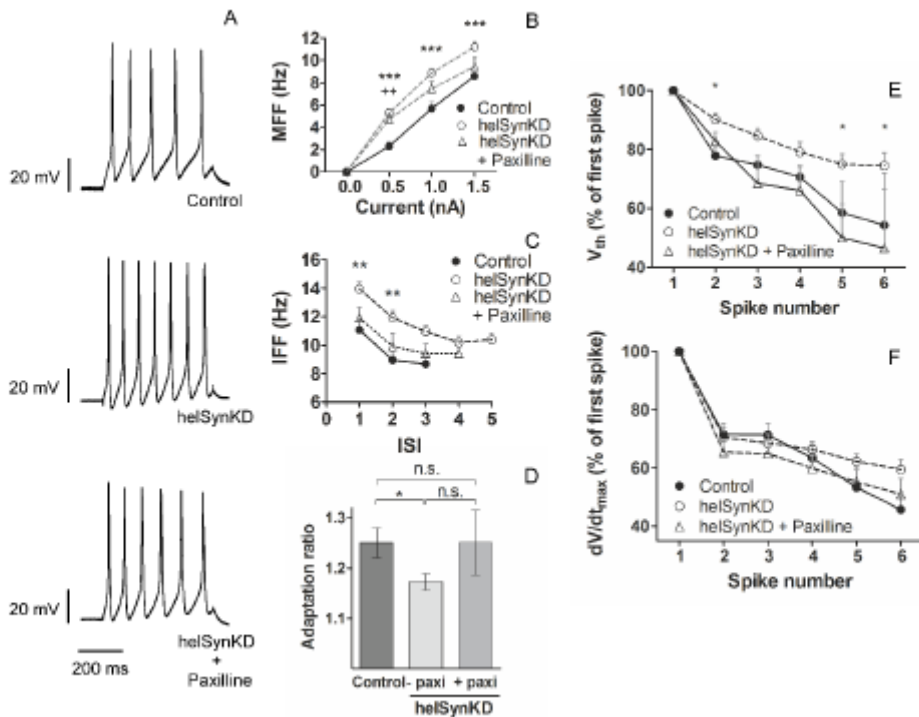 A
20 mV
Control
20 mV
helSynKD
20 mV
helSynKD
+
Paxilline
200 ms
B
***
***
***
++
MFF (Hz)
12
10
8
6
4
2
0
0.0 0.5 1.0 1.5
Current (nA)
Control
helSynKD
helSynKD
+ Paxilline
C
**
**
IFF (Hz)
16
14
12
10
8
6
0 1 2 3 4 5
ISI
Control
helSynKD
helSynKD
+ Paxilline
D
n.s.
* n.s.
Adaptation ratio
1.3
1.2
1.1
Control - paxi + paxi
helSynKD
E
*
* *
Vth (% of first spike)
100
80
60
40
1 2 3 4 5 6
Spike number
Control
helSynKD
helSynKD + Paxilline
F
dV/dtmax (% of first spike)
100
80
60
40
1 2 3 4 5 6
Spike number
Control
helSynKD
helSynKD + Paxilline